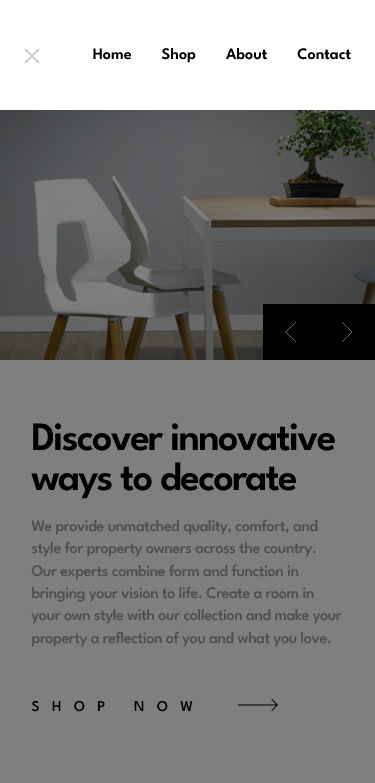 Home Shop About Contact
Discover innovative
ways to decorate
We provide unmatched quality, comfort, and
style for property owners across the country.
Our experts combine form and function in
bringing your vision to life. Create a room in
your own style with our collection and make your
property a reflection of you and what you love.
SHOP NOW